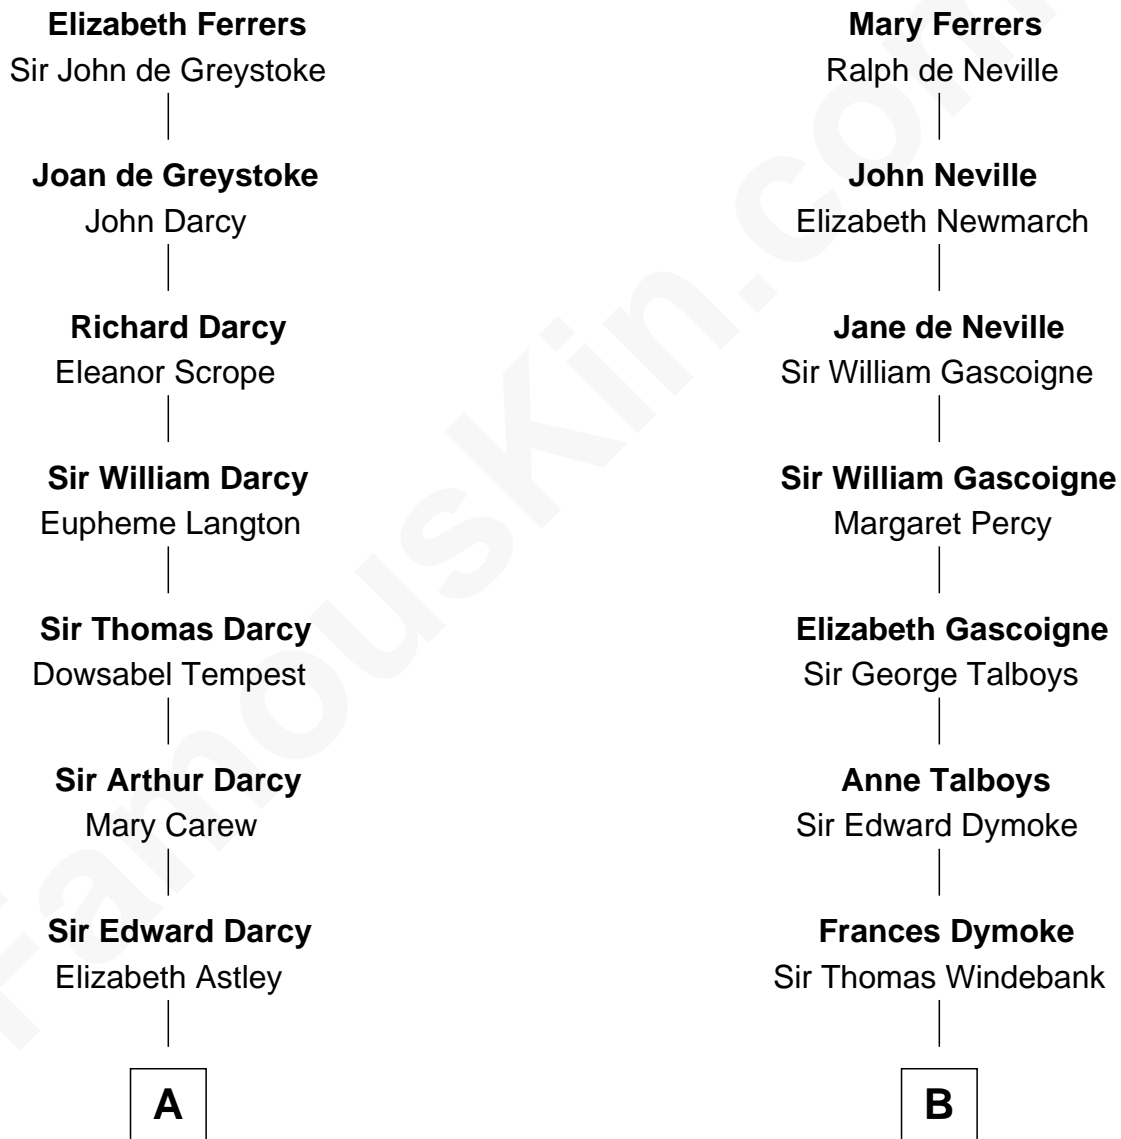 Elizabeth Ferrers
Sir John de Greystoke
Joan de Greystoke
John Darcy
Richard Darcy
Eleanor Scrope
Sir William Darcy
Eupheme Langton
Sir Thomas Darcy
Dowsabel Tempest
Sir Arthur Darcy
Mary Carew
Sir Edward Darcy
Elizabeth Astley
A
Mary Ferrers
Ralph de Neville
John Neville
Elizabeth Newmarch
Jane de Neville
Sir William Gascoigne
Sir William Gascoigne
Margaret Percy
Elizabeth Gascoigne
Sir George Talboys
Anne Talboys
Sir Edward Dymoke
Frances Dymoke
Sir Thomas Windebank
B
FamousKin.com